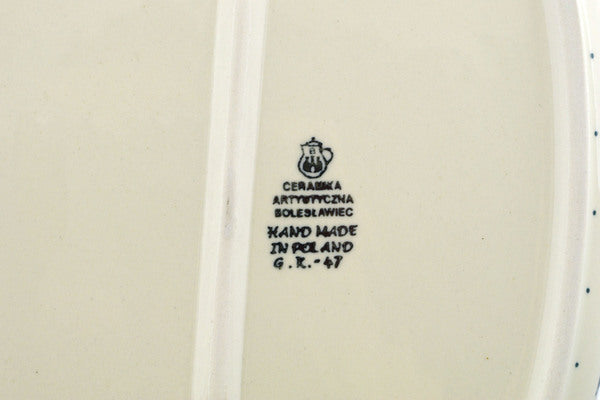 CERAMIKA
ARTYSTYCZNA
BOLESŁAWIEC
HAND MADE
IN POLAND
G.R.-47